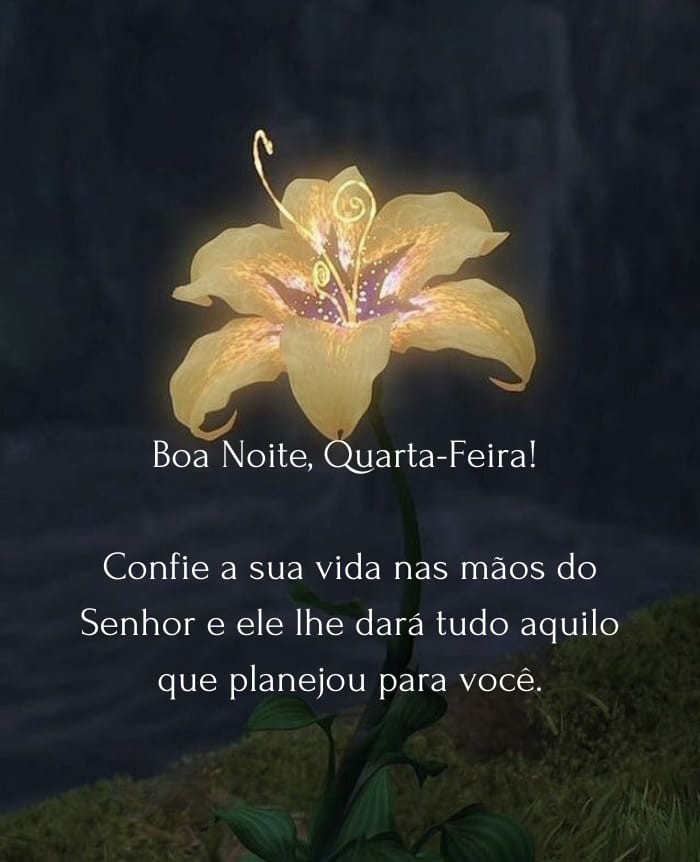 Boa Noite, Quarta-Feira!
Confie a sua vida nas mãos do
Senhor e ele lhe dará tudo aquilo
que planejou para você.